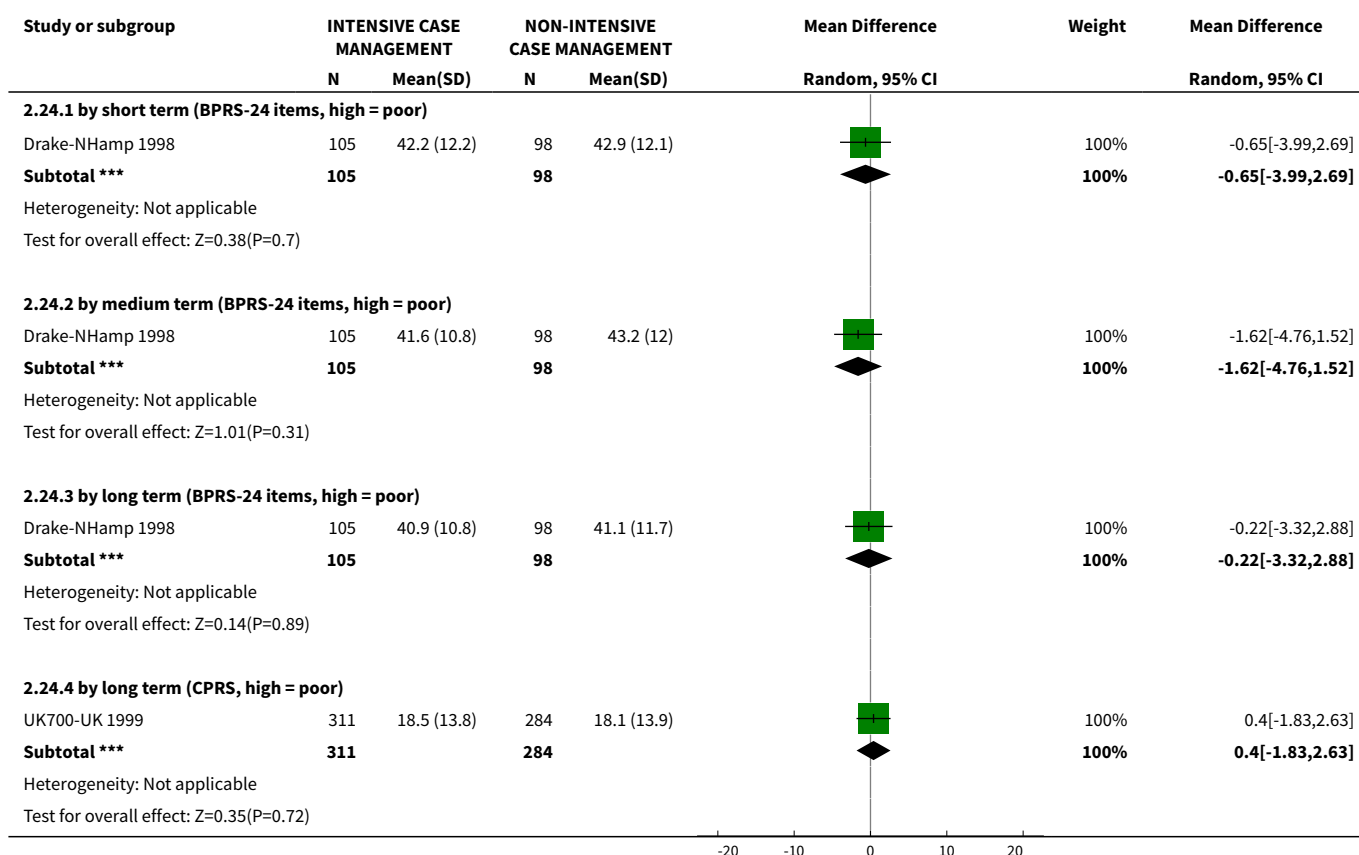 Study or subgroup INTENSIVE CASE MANAGEMENT NON-INTENSIVE CASE MANAGEMENT Mean Difference Weight Mean Difference
N Mean(SD) N Mean(SD) Random, 95% CI Random, 95% CI
2.24.1 by short term (BPRS-24 items, high = poor)
Drake-NHamp 1998 105 42.2 (12.2) 98 42.9 (12.1) 100% -0.65[-3.99,2.69]
Subtotal *** 105 98 100% -0.65[-3.99,2.69]
Heterogeneity: Not applicable
Test for overall effect: Z=0.38(P=0.7)
2.24.2 by medium term (BPRS-24 items, high = poor)
Drake-NHamp 1998 105 41.6 (10.8) 98 43.2 (12) 100% -1.62[-4.76,1.52]
Subtotal *** 105 98 100% -1.62[-4.76,1.52]
Heterogeneity: Not applicable
Test for overall effect: Z=1.01(P=0.31)
2.24.3 by long term (BPRS-24 items, high = poor)
Drake-NHamp 1998 105 40.9 (10.8) 98 41.1 (11.7) 100% -0.22[-3.32,2.88]
Subtotal *** 105 98 100% -0.22[-3.32,2.88]
Heterogeneity: Not applicable
Test for overall effect: Z=0.14(P=0.89)
2.24.4 by long term (CPRS, high = poor)
UK700-UK 1999 311 18.5 (13.8) 284 18.1 (13.9) 100% 0.4[-1.83,2.63]
Subtotal *** 311 284 100% 0.4[-1.83,2.63]
Heterogeneity: Not applicable
Test for overall effect: Z=0.35(P=0.72)
-20 -10 0 10 20